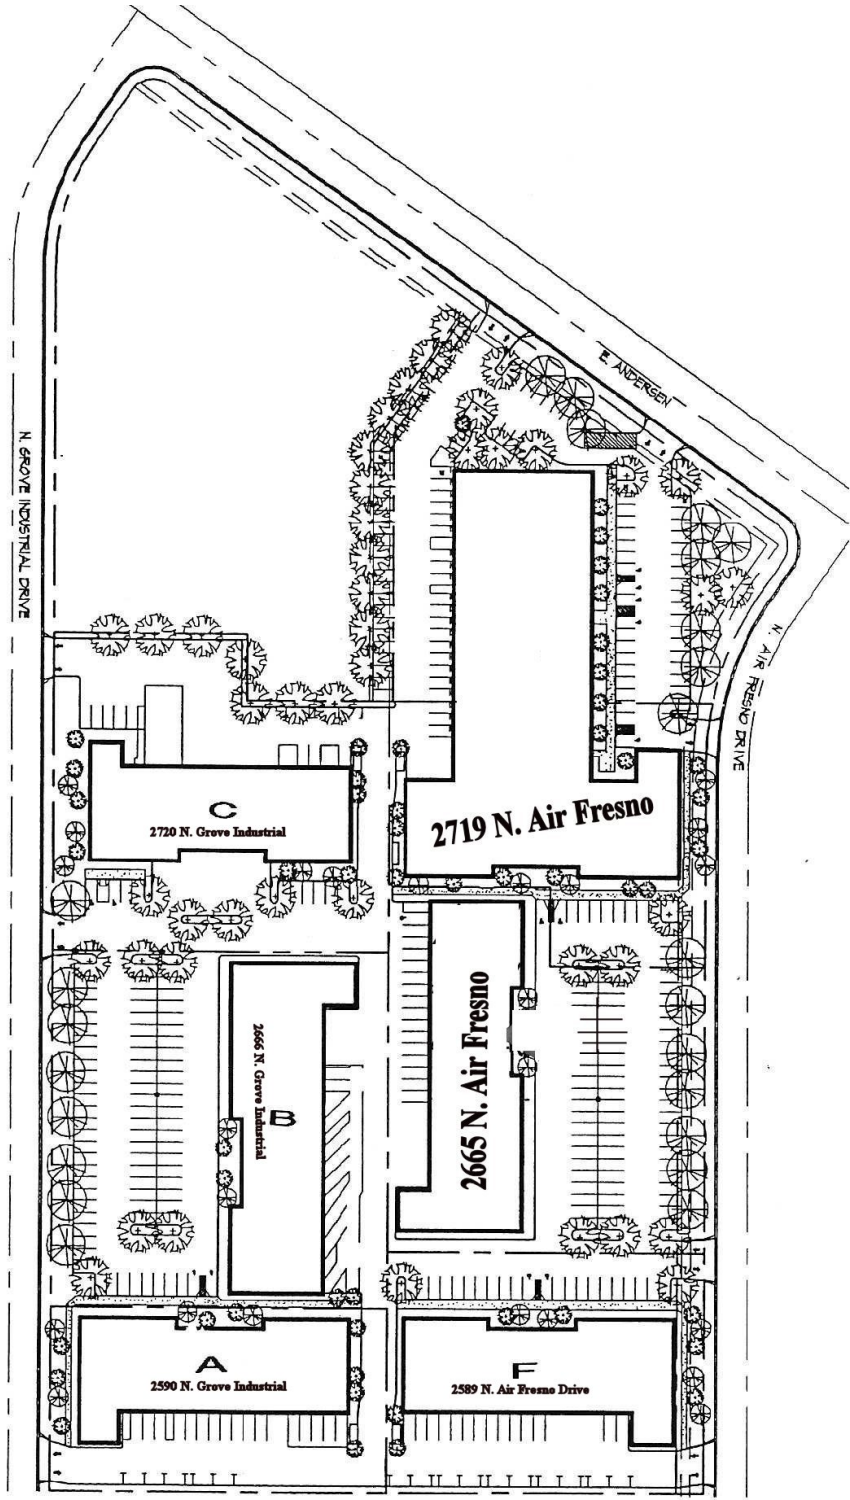 E. ANDERSEN
N. GROVE INDUSTRIAL DRIVE
N. AIR FRESNO DRIVE
C
2720 N. Grove Industrial
2719 N. Air Fresno
2666 N. Grove Industrial
B
2665 N. Air Fresno
A
2590 N. Grove Industrial
F
2589 N. Air Fresno Drive